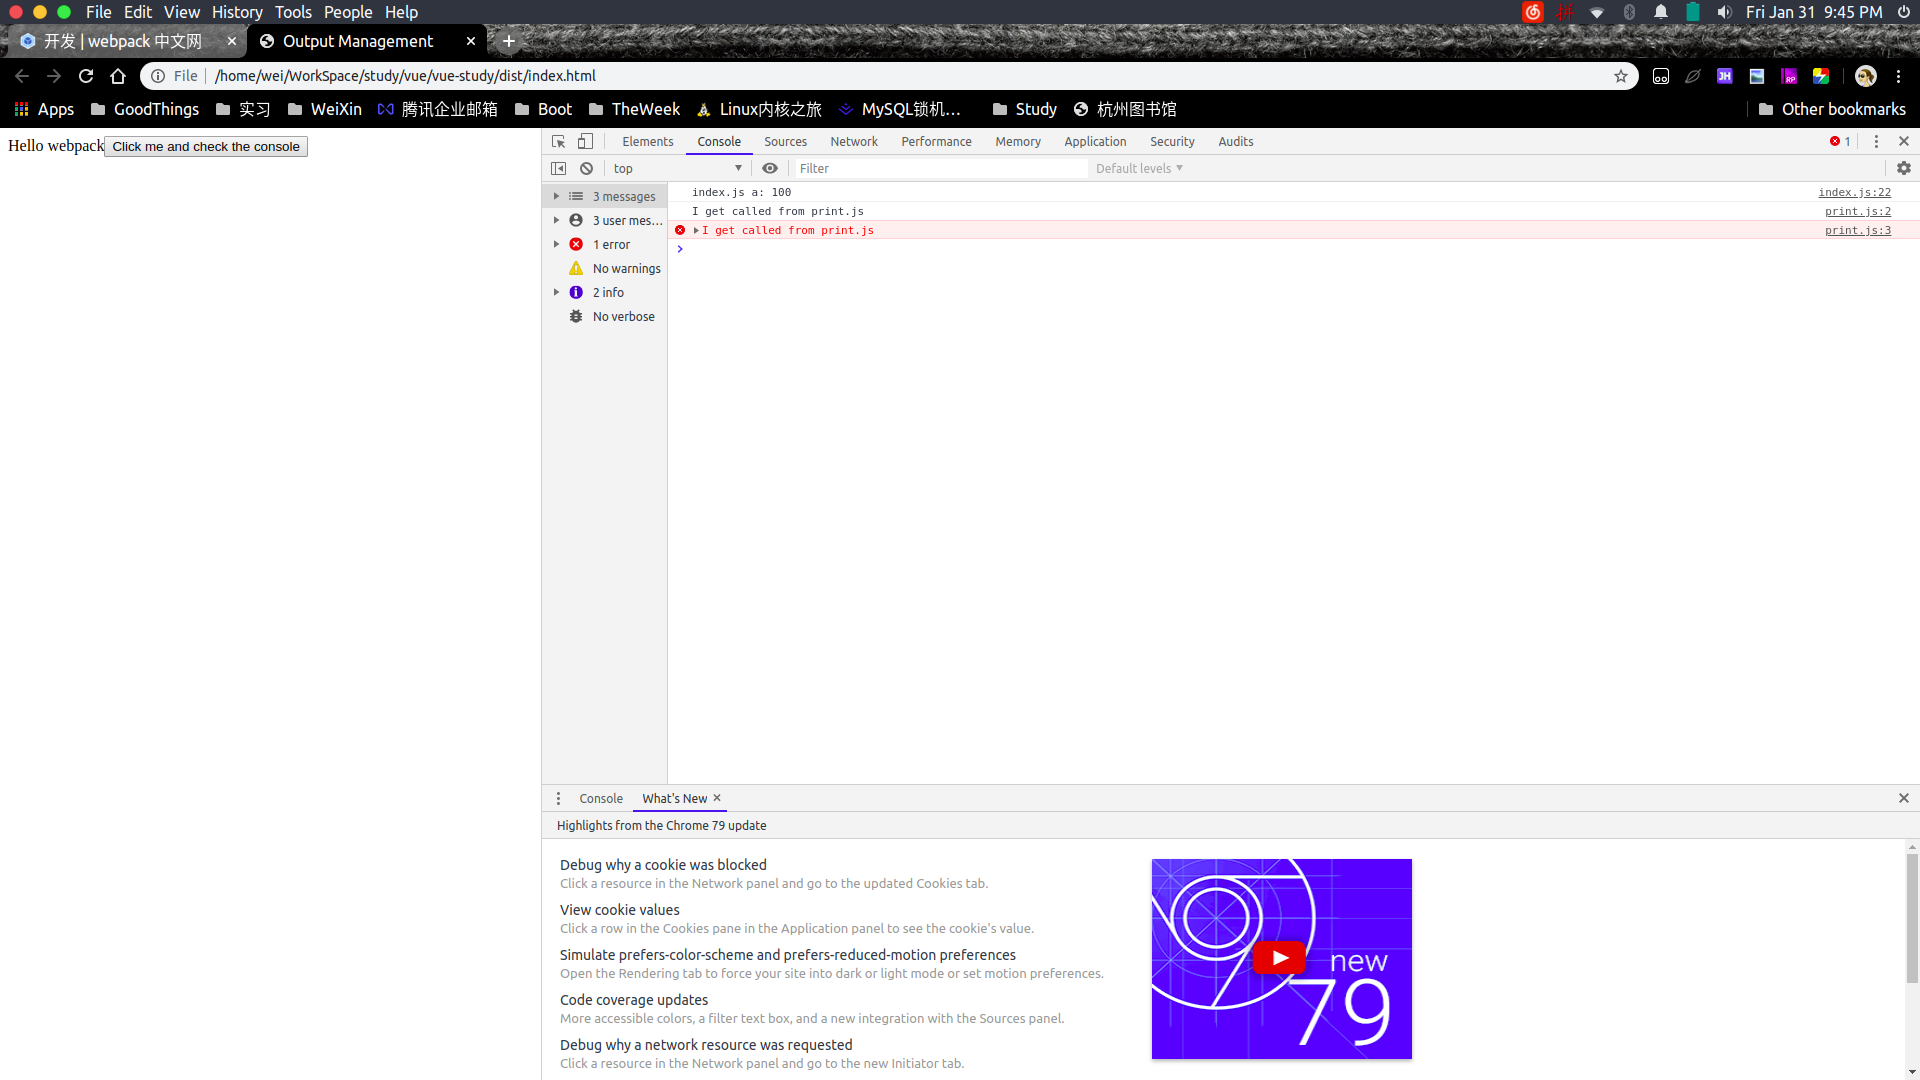 File Edit View History Tools People Help
拼
Fri Jan 31 9:45 PM
开发 | webpack 中文网
Output Management
File /home/wei/WorkSpace/study/vue/vue-study/dist/index.html
JH
RP
Apps GoodThings 实习 WeiXin 腾讯企业邮箱 Boot TheWeek Linux内核之旅 MySQL锁机... Study 杭州图书馆 Other bookmarks
Hello webpack Click me and check the console
Elements Console Sources Network Performance Memory Application Security Audits 1
top Filter Default levels
3 messages
3 user mes...
1 error
No warnings
2 info
No verbose
index.js a: 100 index.js:22
I get called from print.js print.js:2
I get called from print.js print.js:3
Console What's New
Highlights from the Chrome 79 update
Debug why a cookie was blocked
Click a resource in the Network panel and go to the updated Cookies tab.
View cookie values
Click a row in the Cookies pane in the Application panel to see the cookie's value.
Simulate prefers-color-scheme and prefers-reduced-motion preferences
Open the Rendering tab to force your site into dark or light mode or set motion preferences.
Code coverage updates
More accessible colors, a filter text box, and a new integration with the Sources panel.
Debug why a network resource was requested
Click a resource in the Network panel and go to the new Initiator tab.
new
79